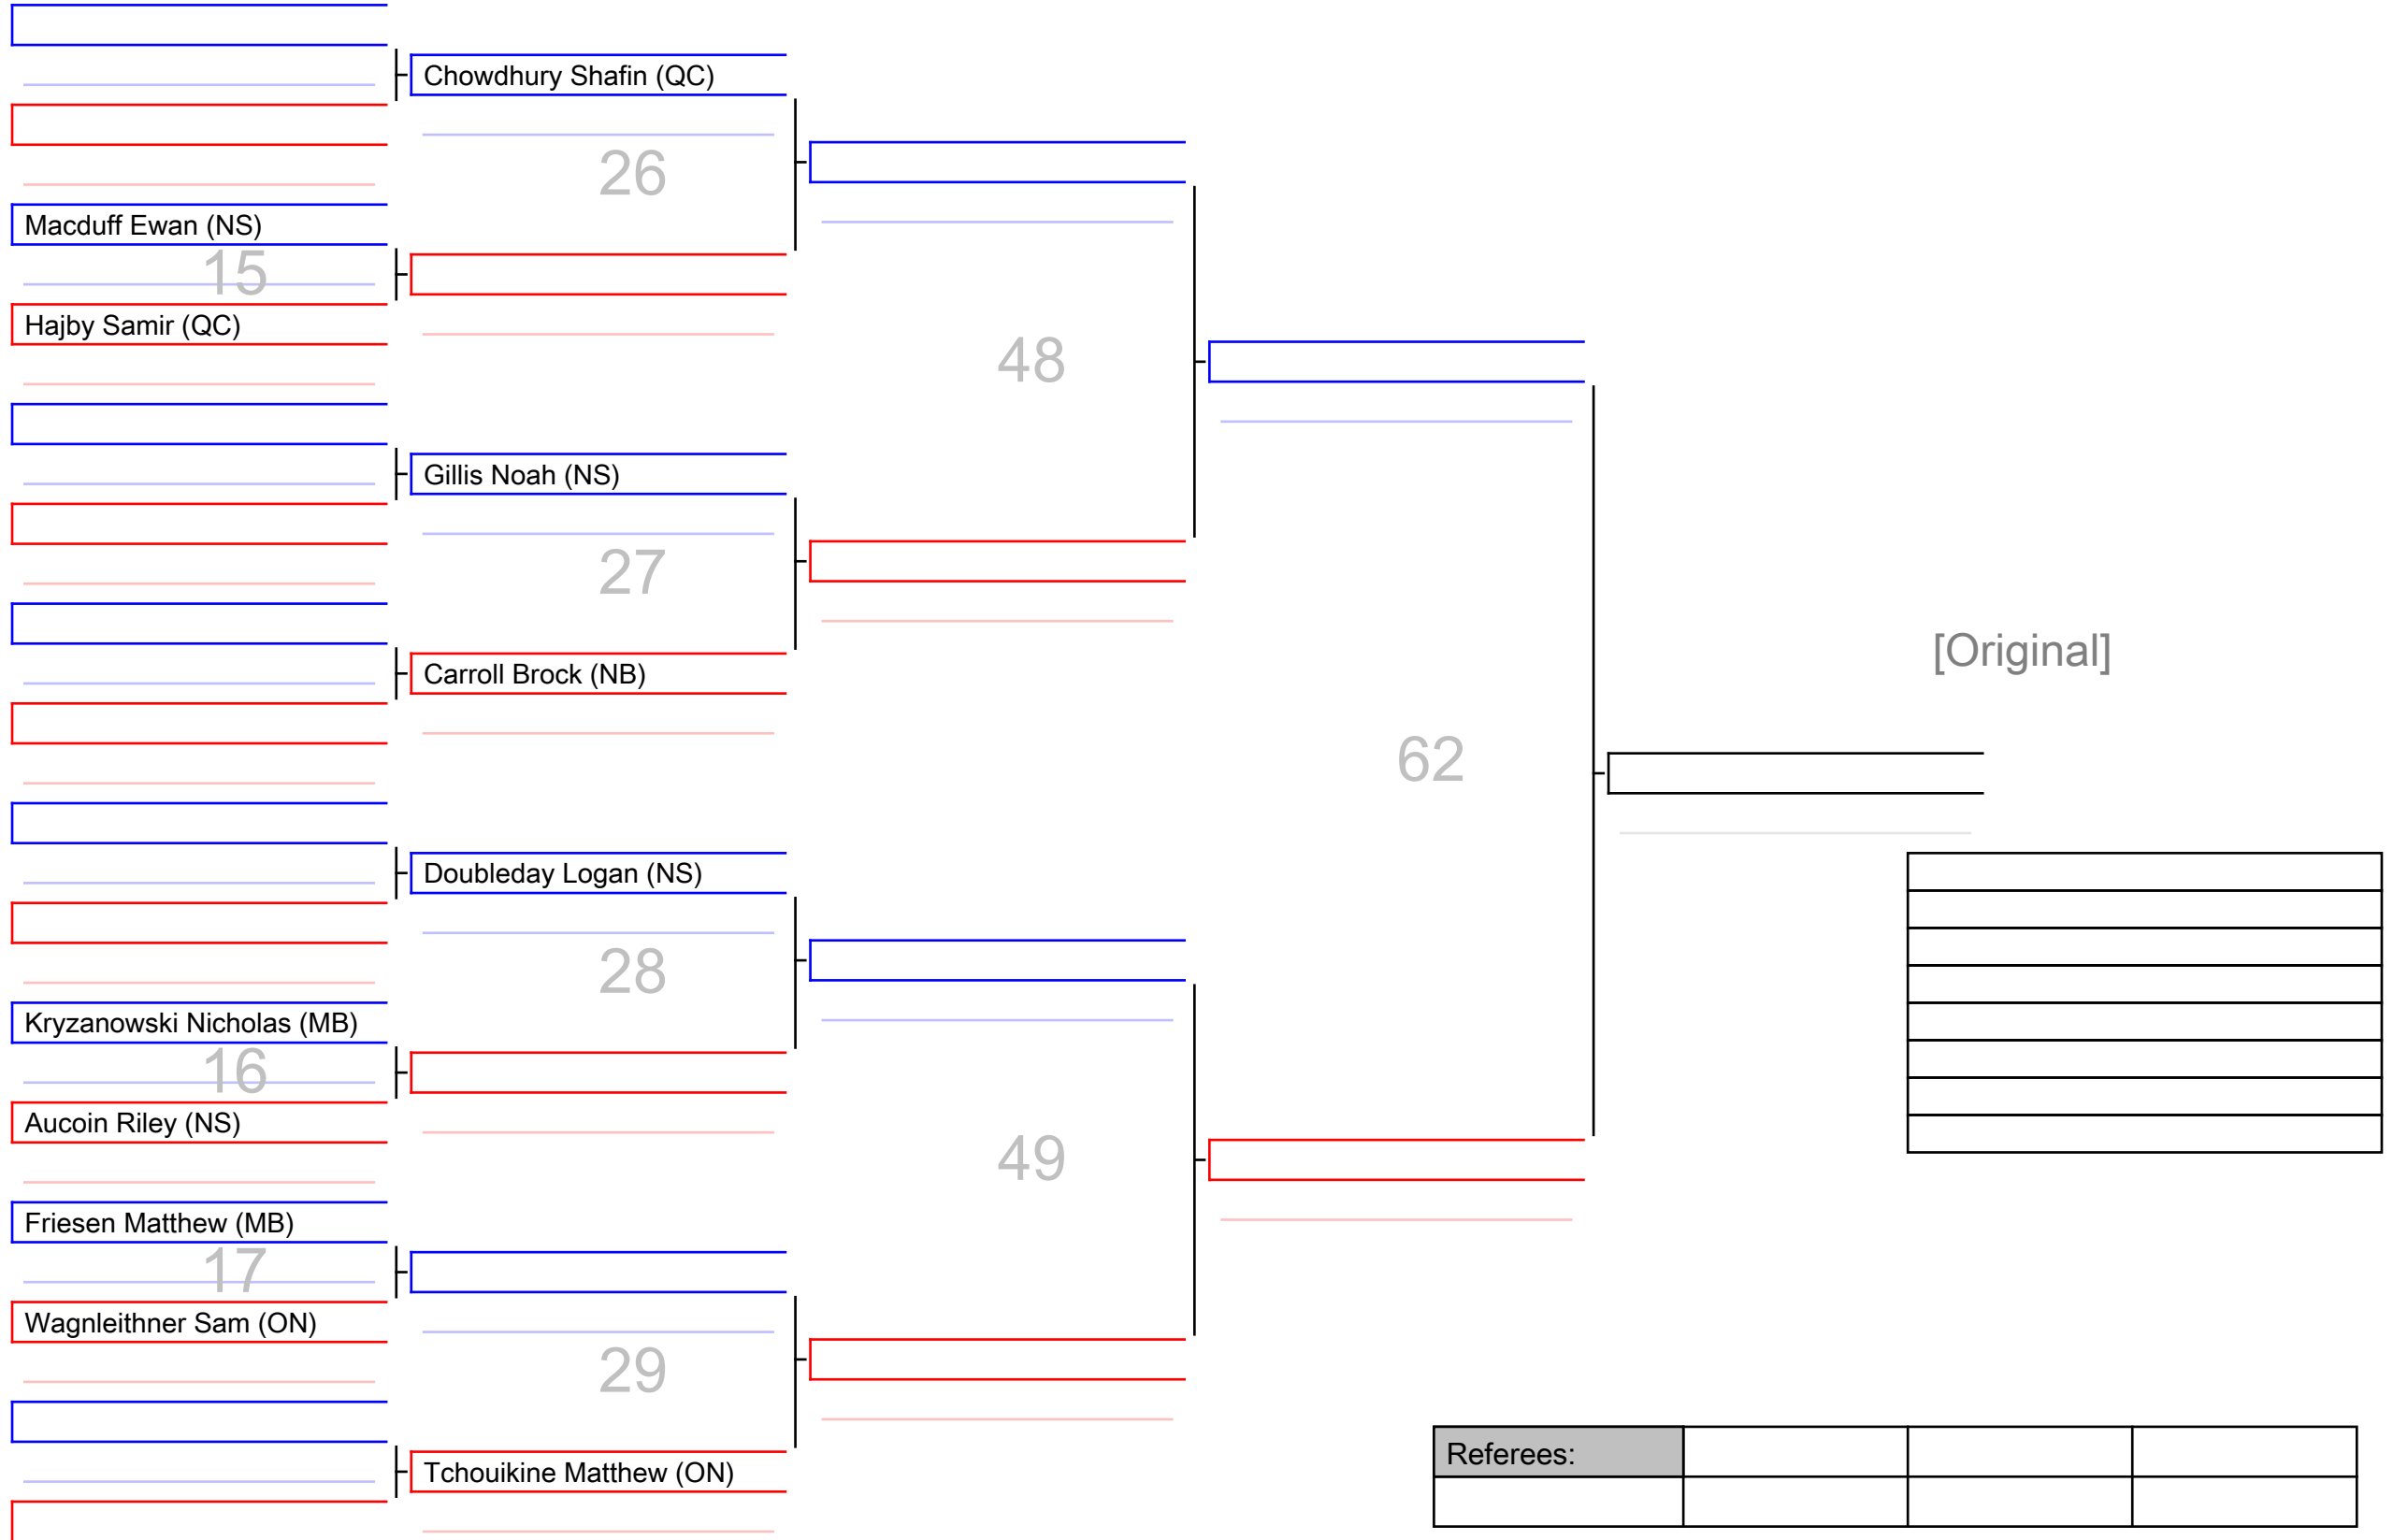 Chowdhury Shafin (QC)
26
Macduff Ewan (NS)
15
Hajby Samir (QC)
48
Gillis Noah (NS)
27
Carroll Brock (NB)
[Original]
62
Doubleday Logan (NS)
28
Kryzanowski Nicholas (MB)
16
Aucoin Riley (NS)
49
Friesen Matthew (MB)
17
Wagnleithner Sam (ON)
29
Tchouikine Matthew (ON)
Referees: